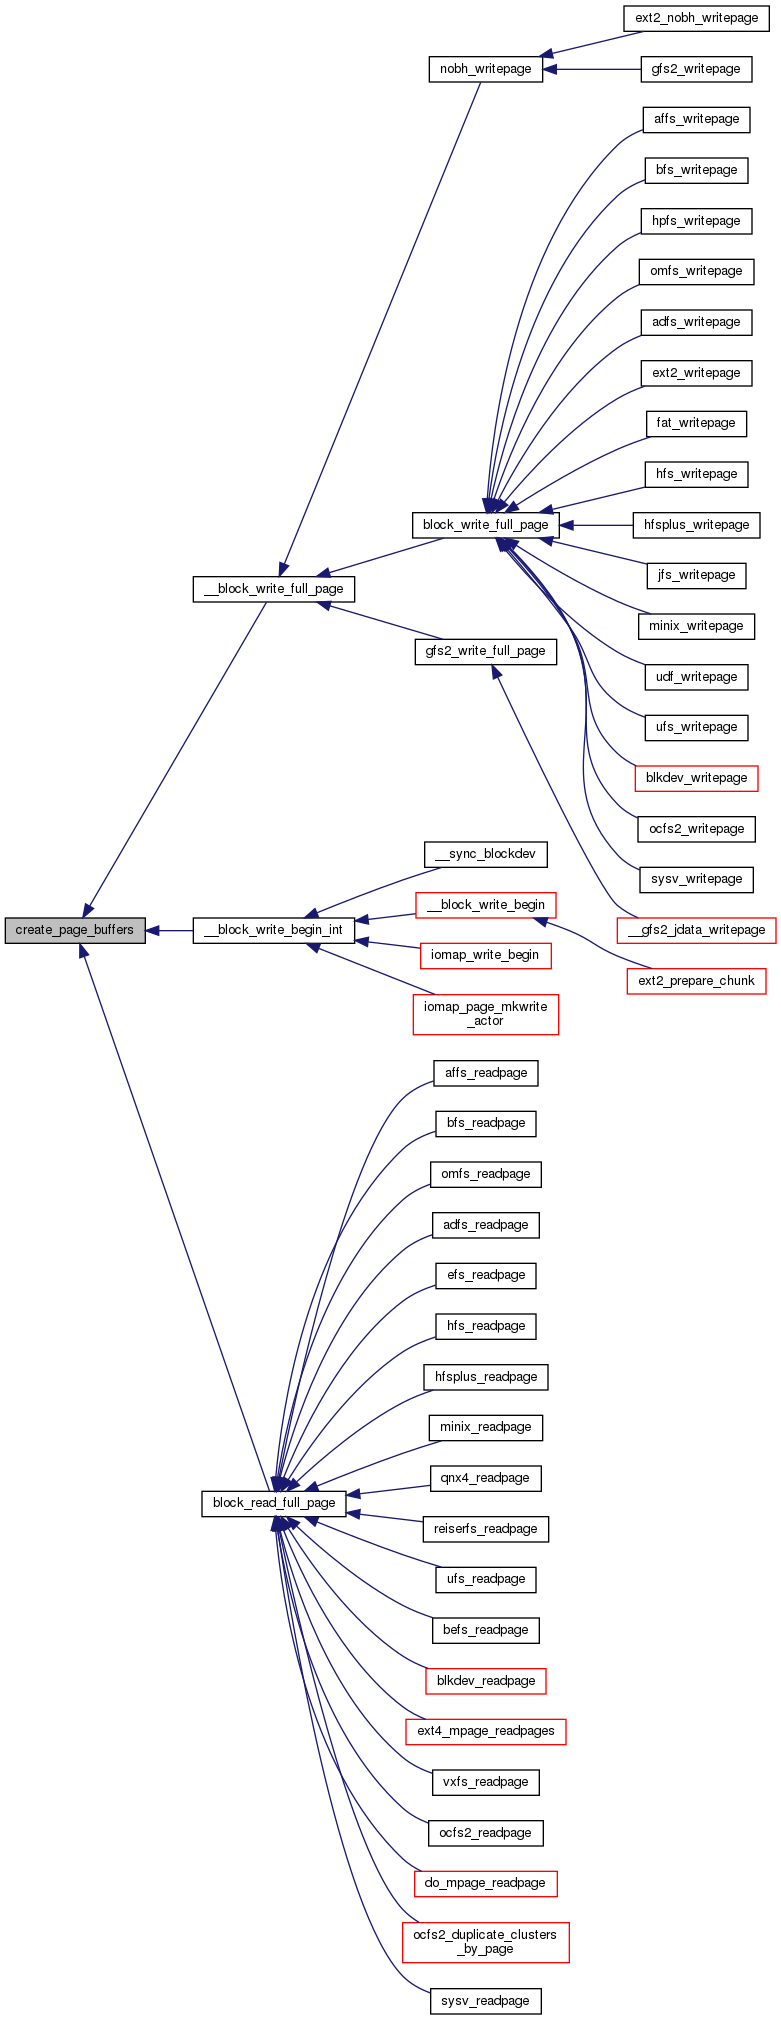 ext2_nobh_writepage
nobh_writepage
gfs2_writepage
affs_writepage
bfs_writepage
hpfs_writepage
omfs_writepage
adfs_writepage
ext2_writepage
fat_writepage
hfs_writepage
block_write_full_page
hfsplus_writepage
jfs_writepage
__block_write_full_page
minix_writepage
gfs2_write_full_page
udf_writepage
ufs_writepage
blkdev_writepage
ocfs2_writepage
__sync_blockdev
sysv_writepage
__block_write_begin
create_page_buffers
__block_write_begin_int
__gfs2_jdata_writepage
iomap_write_begin
ext2_prepare_chunk
iomap_page_mkwrite
_actor
affs_readpage
bfs_readpage
omfs_readpage
adfs_readpage
efs_readpage
hfs_readpage
hfsplus_readpage
minix_readpage
qnx4_readpage
block_read_full_page
reiserfs_readpage
ufs_readpage
befs_readpage
blkdev_readpage
ext4_mpage_readpages
vxfs_readpage
ocfs2_readpage
do_mpage_readpage
ocfs2_duplicate_clusters
_by_page
sysv_readpage